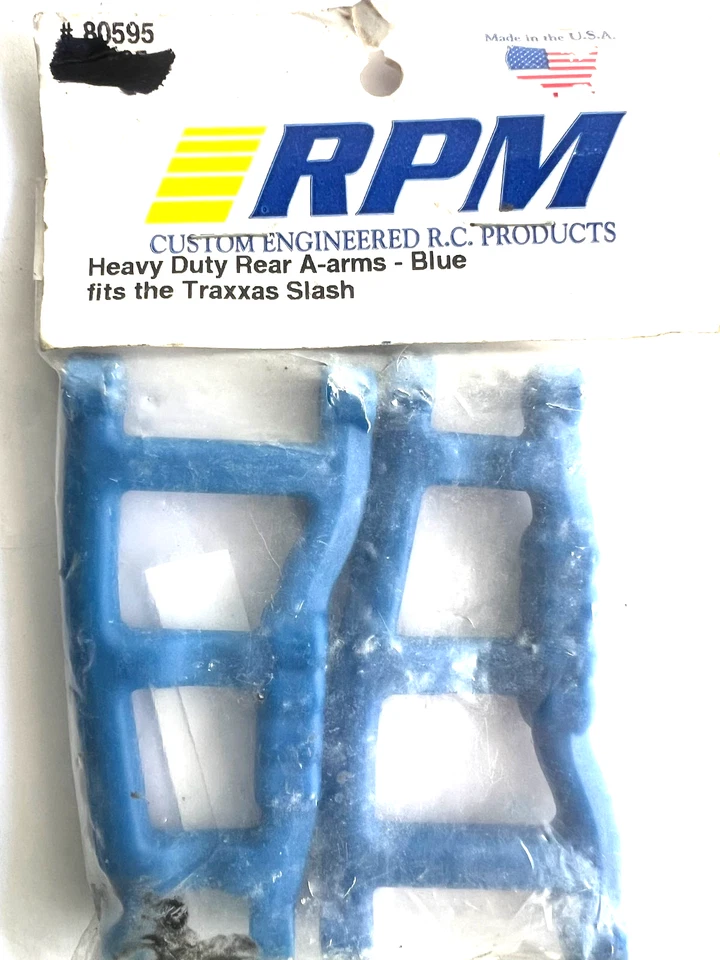 # 80595
Made in the U.S.A.
RPM
CUSTOM ENGINEERED R.C. PRODUCTS
Heavy Duty Rear A-arms - Blue
fits the Traxxas Slash